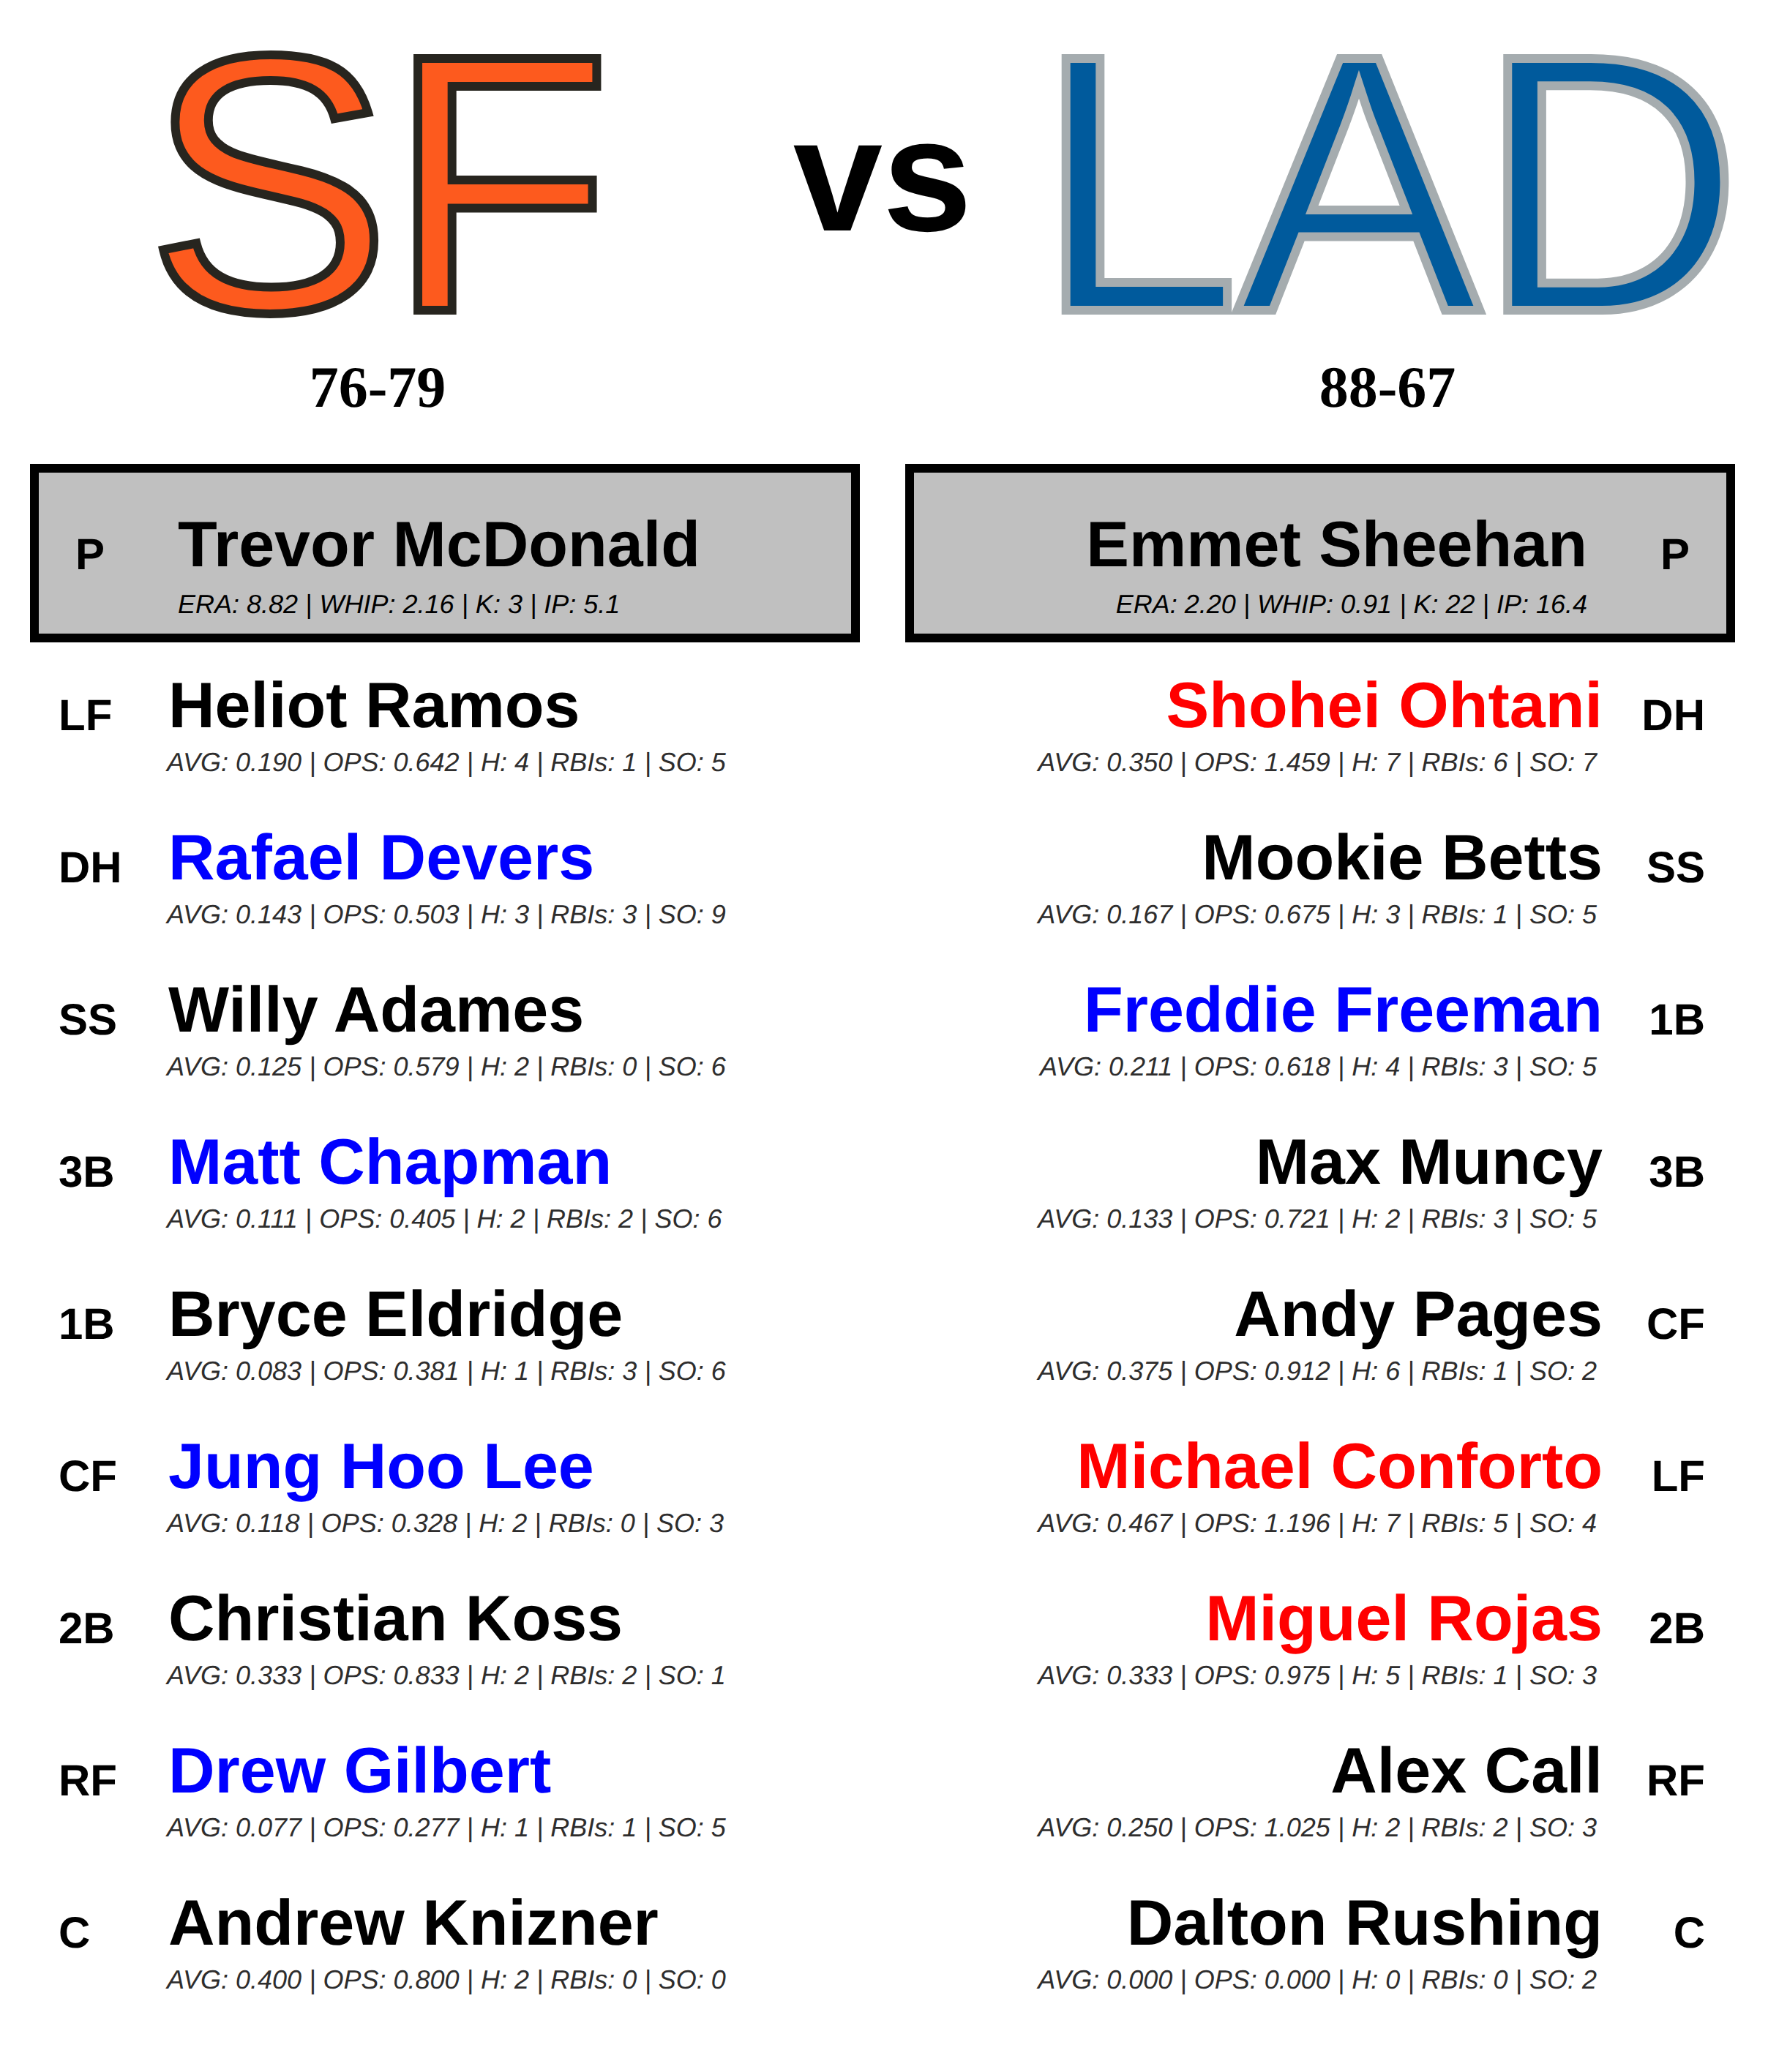 SF vs LAD
76-79 88-67
P Trevor McDonald
ERA: 8.82 | WHIP: 2.16 | K: 3 | IP: 5.1
Emmet Sheehan P
ERA: 2.20 | WHIP: 0.91 | K: 22 | IP: 16.4
LF Heliot Ramos
AVG: 0.190 | OPS: 0.642 | H: 4 | RBIs: 1 | SO: 5
DH Rafael Devers
AVG: 0.143 | OPS: 0.503 | H: 3 | RBIs: 3 | SO: 9
SS Willy Adames
AVG: 0.125 | OPS: 0.579 | H: 2 | RBIs: 0 | SO: 6
3B Matt Chapman
AVG: 0.111 | OPS: 0.405 | H: 2 | RBIs: 2 | SO: 6
1B Bryce Eldridge
AVG: 0.083 | OPS: 0.381 | H: 1 | RBIs: 3 | SO: 6
CF Jung Hoo Lee
AVG: 0.118 | OPS: 0.328 | H: 2 | RBIs: 0 | SO: 3
2B Christian Koss
AVG: 0.333 | OPS: 0.833 | H: 2 | RBIs: 2 | SO: 1
RF Drew Gilbert
AVG: 0.077 | OPS: 0.277 | H: 1 | RBIs: 1 | SO: 5
C Andrew Knizner
AVG: 0.400 | OPS: 0.800 | H: 2 | RBIs: 0 | SO: 0
Shohei Ohtani DH
AVG: 0.350 | OPS: 1.459 | H: 7 | RBIs: 6 | SO: 7
Mookie Betts SS
AVG: 0.167 | OPS: 0.675 | H: 3 | RBIs: 1 | SO: 5
Freddie Freeman 1B
AVG: 0.211 | OPS: 0.618 | H: 4 | RBIs: 3 | SO: 5
Max Muncy 3B
AVG: 0.133 | OPS: 0.721 | H: 2 | RBIs: 3 | SO: 5
Andy Pages CF
AVG: 0.375 | OPS: 0.912 | H: 6 | RBIs: 1 | SO: 2
Michael Conforto LF
AVG: 0.467 | OPS: 1.196 | H: 7 | RBIs: 5 | SO: 4
Miguel Rojas 2B
AVG: 0.333 | OPS: 0.975 | H: 5 | RBIs: 1 | SO: 3
Alex Call RF
AVG: 0.250 | OPS: 1.025 | H: 2 | RBIs: 2 | SO: 3
Dalton Rushing C
AVG: 0.000 | OPS: 0.000 | H: 0 | RBIs: 0 | SO: 2